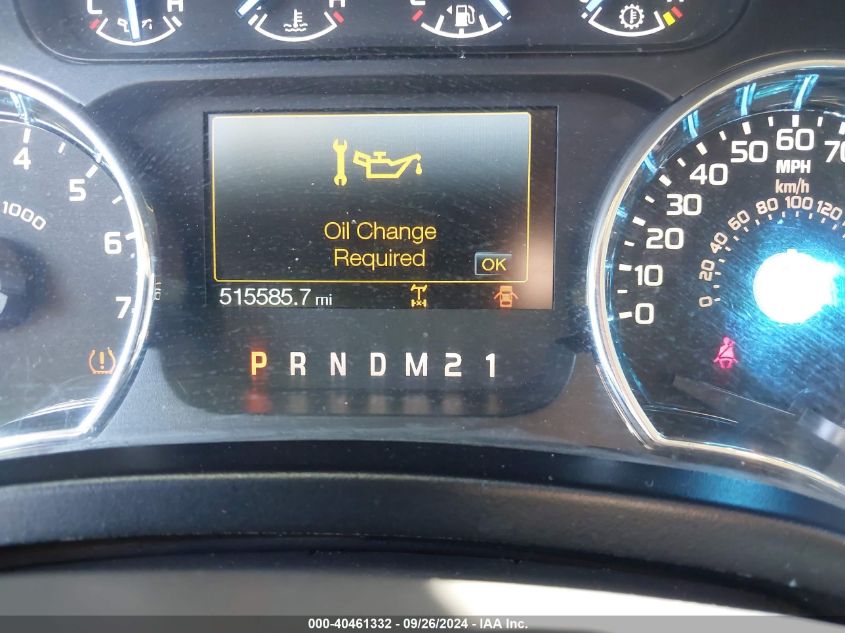 C H H
4
5
6
7
1000
Oil Change
Required
OK
515585.7 mi
P R N D M 2 1
0 10 20 30 40 50 60 70
MPH
km/h
0 20 40 60 80 100 120
000-40461332 - 09/26/2024 - IAA Inc.